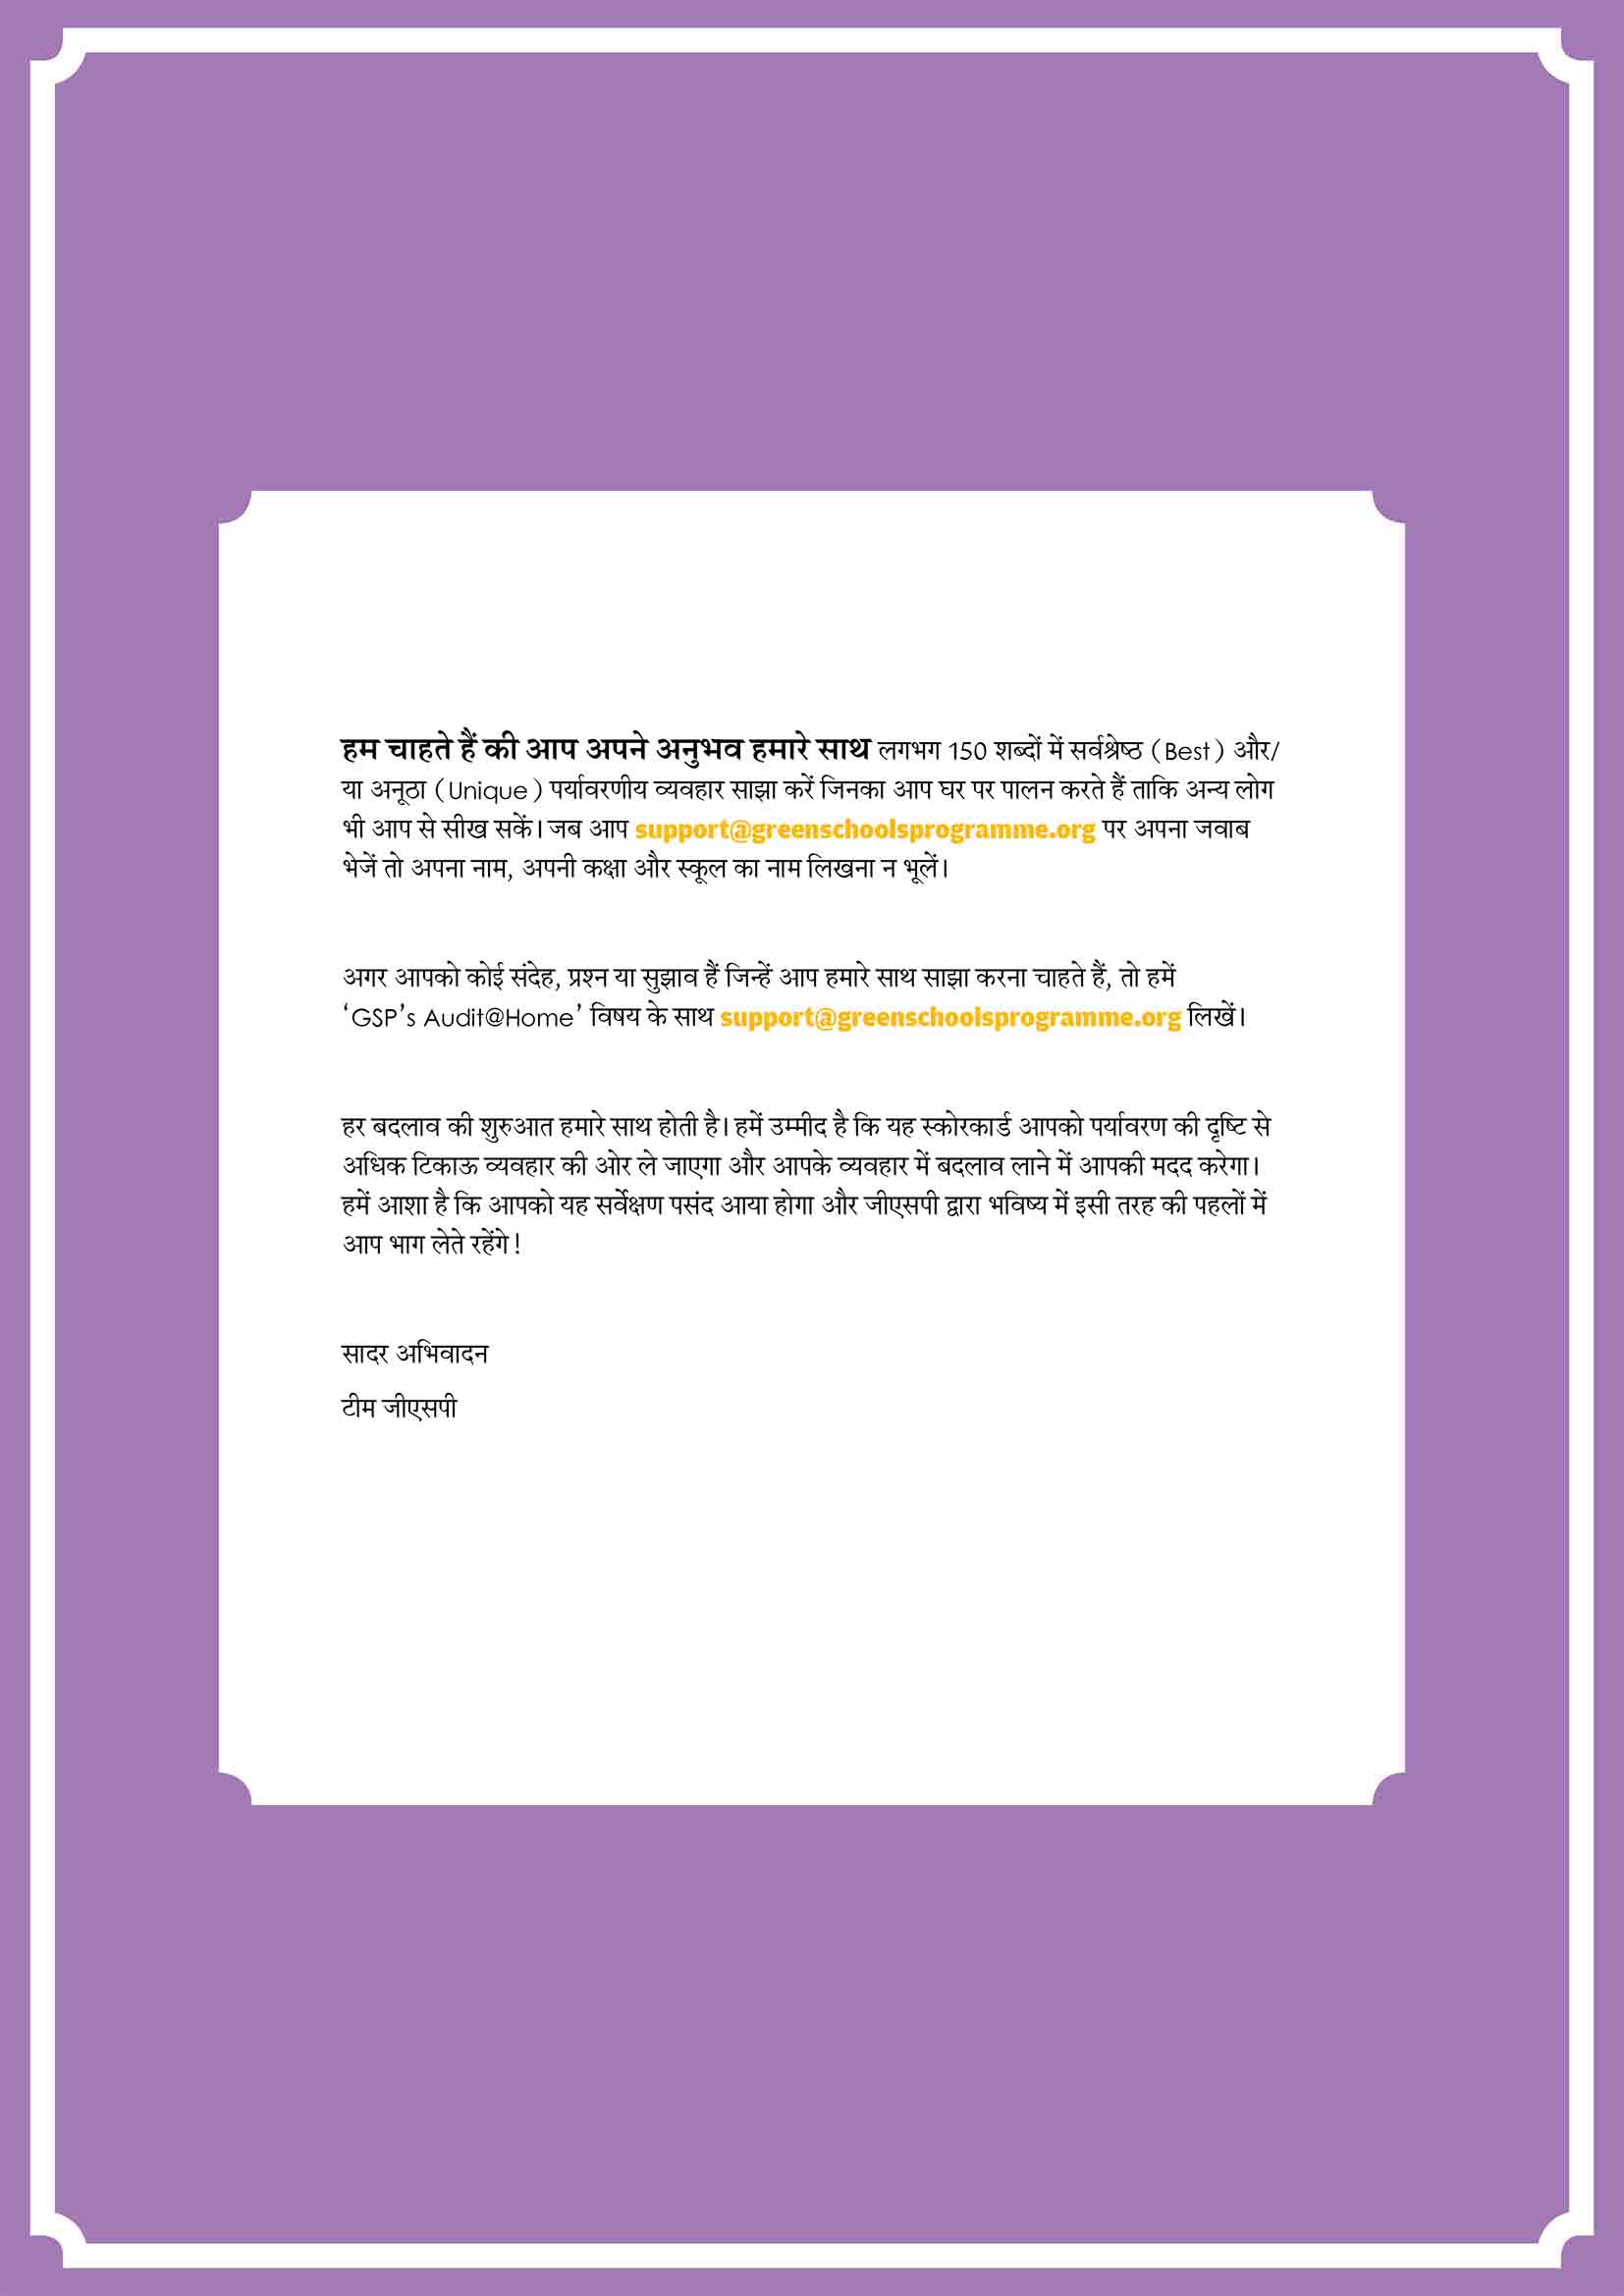 हम चाहते हैं की आप अपने अनुभव हमारे साथ लगभग 150 शब्दों में सर्वश्रेष्ठ (Best) और/
या अनूठा (Unique) पर्यावरणीय व्यवहार साझा करें जिनका आप घर पर पालन करते हैं ताकि अन्य लोग
भी आप से सीख सकें। जब आप support@greenschoolsprogramme.org पर अपना जवाब
भेजें तो अपना नाम, अपनी कक्षा और स्कूल का नाम लिखना न भूलें।
अगर आपको कोई संदेह, प्रश्न या सुझाव हैं जिन्हें आप हमारे साथ साझा करना चाहते हैं, तो हमें
‘GSP’s Audit@Home’ विषय के साथ support@greenschoolsprogramme.org लिखें।
हर बदलाव की शुरुआत हमारे साथ होती है। हमें उम्मीद है कि यह स्कोरकार्ड आपको पर्यावरण की दृष्टि से
अधिक टिकाऊ व्यवहार की ओर ले जाएगा और आपके व्यवहार में बदलाव लाने में आपकी मदद करेगा।
हमें आशा है कि आपको यह सर्वेक्षण पसंद आया होगा और जीएसपी द्वारा भविष्य में इसी तरह की पहलों में
आप भाग लेते रहेंगे!
सादर अभिवादन
टीम जीएसपी